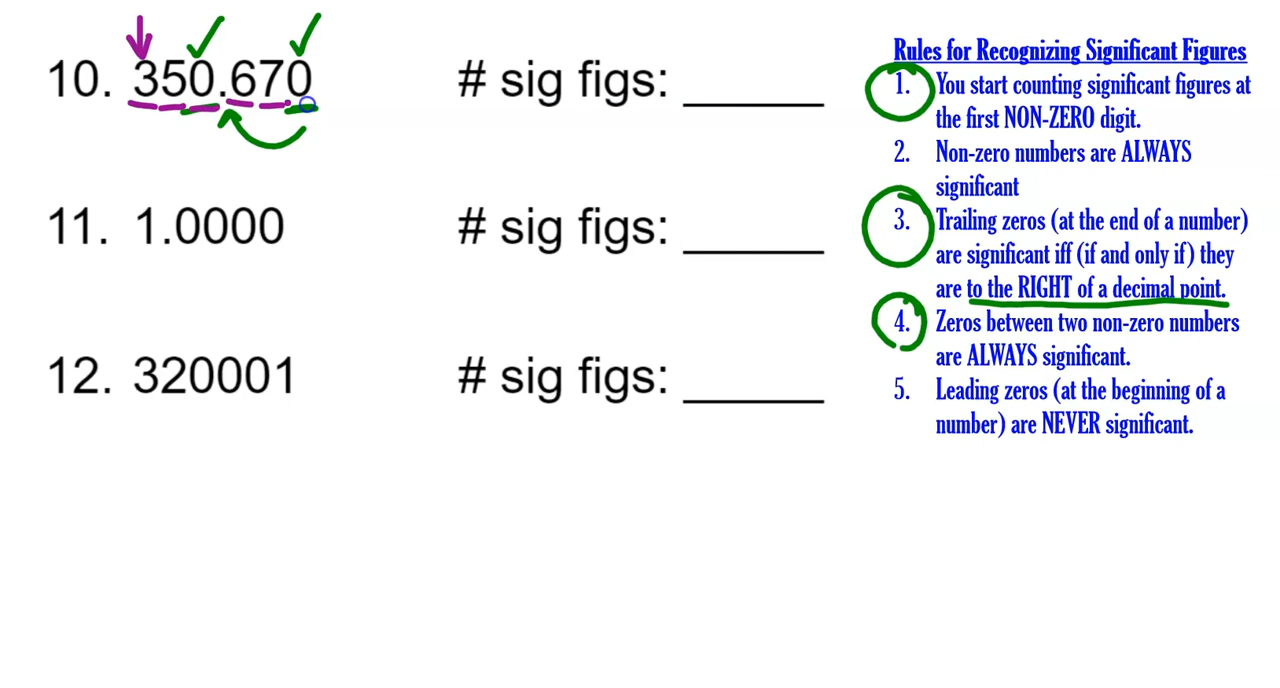 10. 350.670 # sig figs: ______
11. 1.0000 # sig figs: ______
12. 320001 # sig figs: ______
Rules for Recognizing Significant Figures
1. You start counting significant figures at
the first NON-ZERO digit.
2. Non-zero numbers are ALWAYS
significant
3. Trailing zeros (at the end of a number)
are significant iff (if and only if) they
are to the RIGHT of a decimal point.
4. Zeros between two non-zero numbers
are ALWAYS significant.
5. Leading zeros (at the beginning of a
number) are NEVER significant.